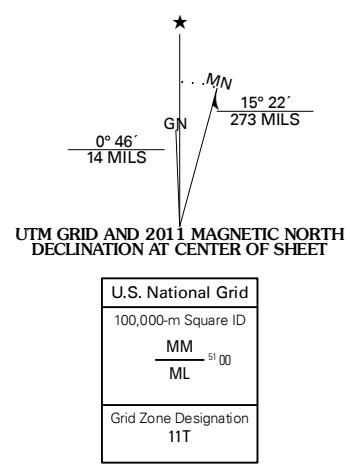 ★
MN
15° 22´
273 MILS
GN
0° 46´
14 MILS
UTM GRID AND 2011 MAGNETIC NORTH
DECLINATION AT CENTER OF SHEET
U.S. National Grid
100,000-m Square ID
MM
51 00
ML
Grid Zone Designation
11T